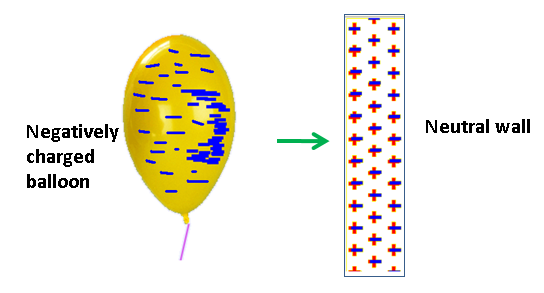 Negatively
charged
balloon
Neutral wall